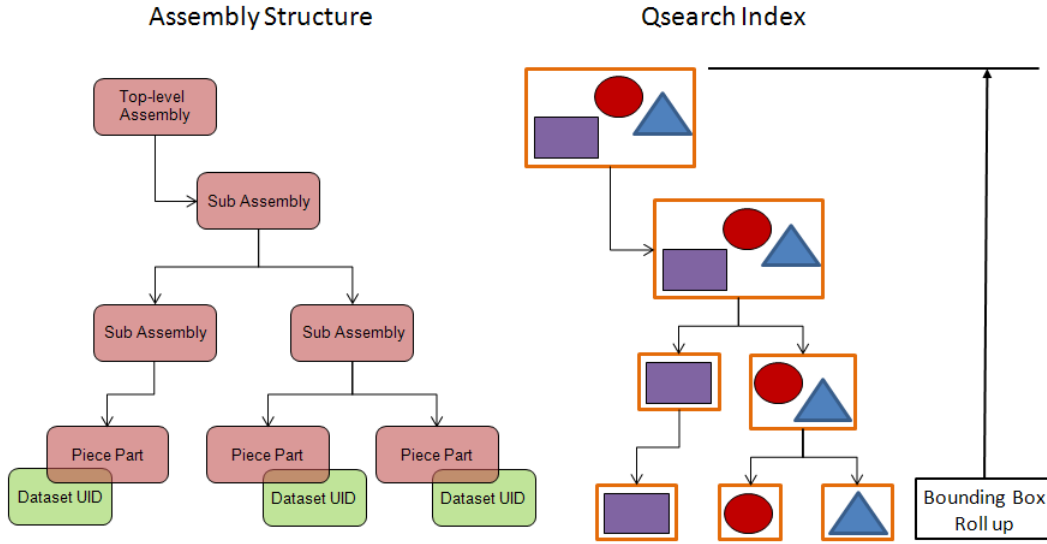 Assembly Structure
Qsearch Index
Top-level
Assembly
Sub Assembly
Sub Assembly
Sub Assembly
Piece Part
Piece Part
Piece Part
Dataset UID
Dataset UID
Dataset UID
Bounding Box
Roll up